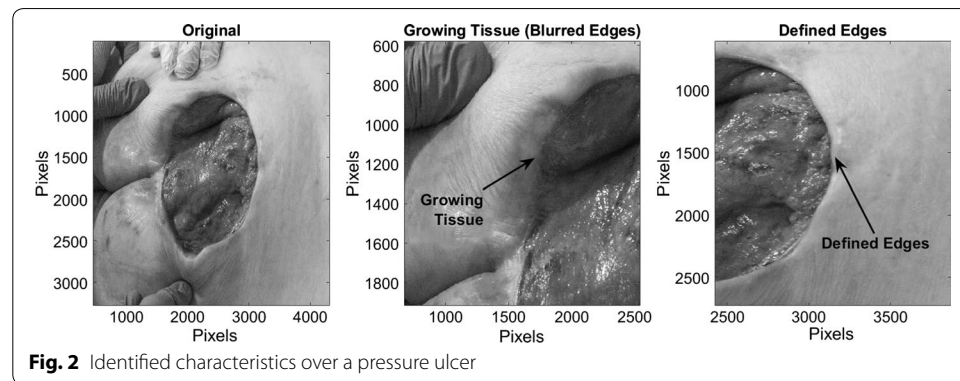 Original
Growing Tissue (Blurred Edges)
Defined Edges
Pixels
500
1000
1500
2000
2500
3000
1000 2000 3000 4000
Pixels
Pixels
600
800
1000
1200
1400
1600
1800
Growing
Tissue
1000 1500 2000 2500
Pixels
Pixels
1000
1500
2000
2500
Defined Edges
2500 3000 3500
Pixels
Fig. 2 Identified characteristics over a pressure ulcer